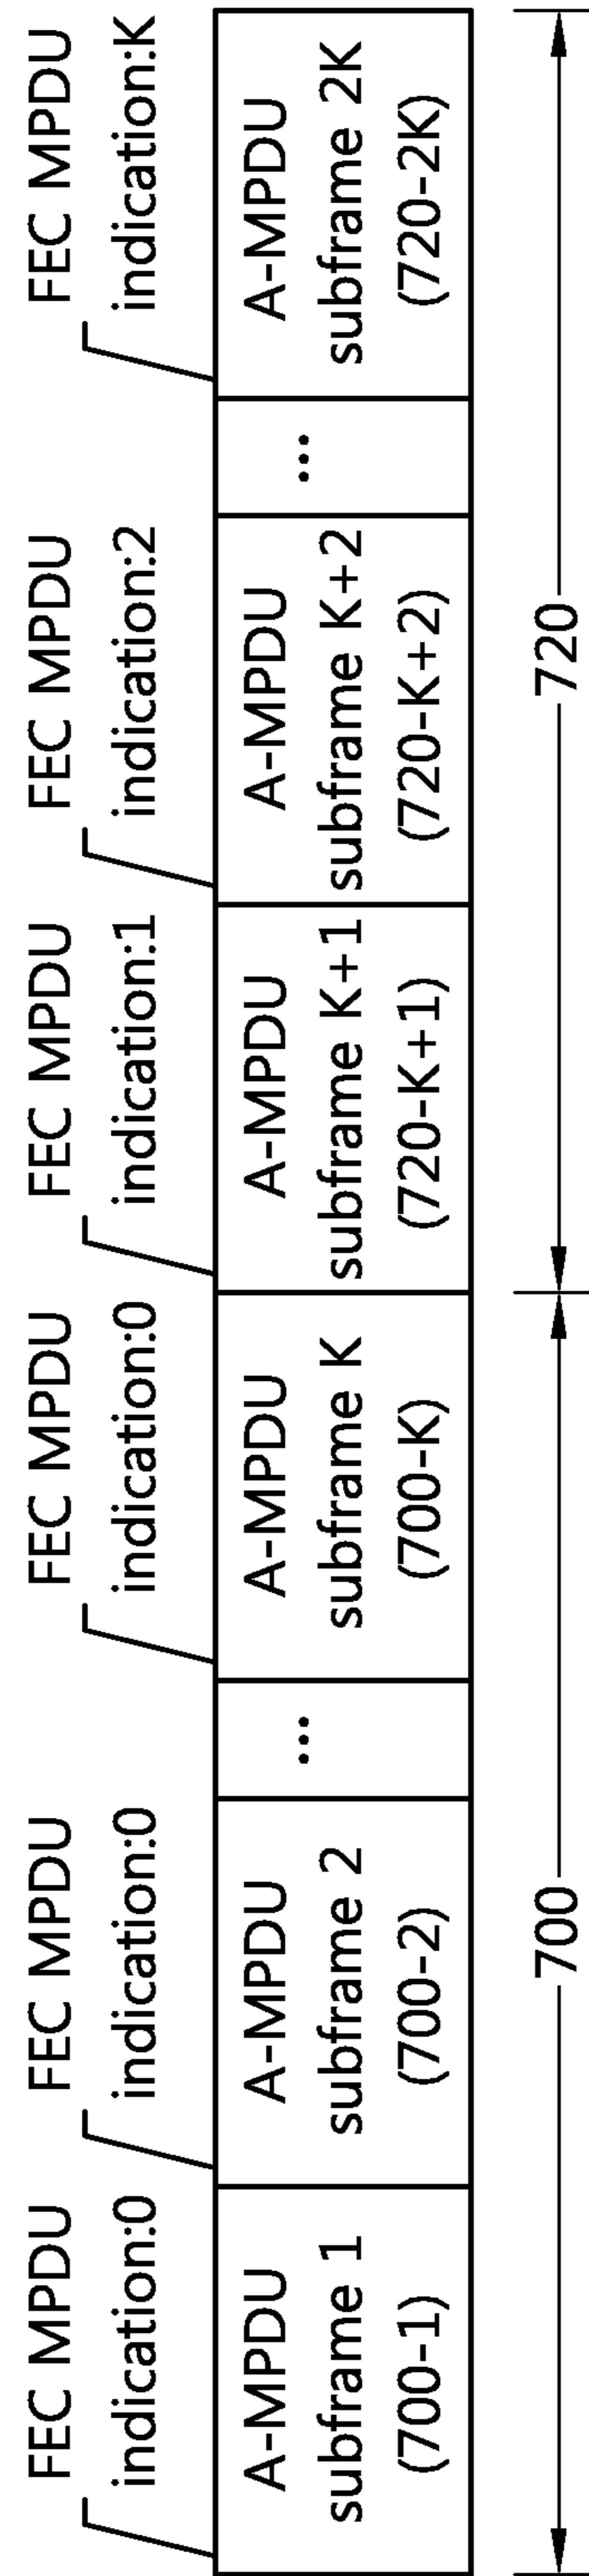 FEC MPDU
indication:0
FEC MPDU
indication:0
FEC MPDU
indication:0
FEC MPDU
indication:1
FEC MPDU
indication:2
FEC MPDU
indication:K
A-MPDU
subframe 1
(700-1)
A-MPDU
subframe 2
(700-2)
...
A-MPDU
subframe K
(700-K)
A-MPDU
subframe K+1
(720-K+1)
A-MPDU
subframe K+2
(720-K+2)
...
A-MPDU
subframe 2K
(720-2K)
700
720